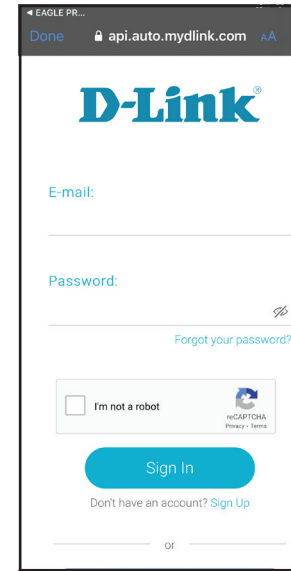 ◄ EAGLE PR...
Done api.auto.mydlink.com AA
D-Link®
E-mail:
Password:
Forgot your password?
I'm not a robot
reCAPTCHA
Privacy - Terms
Sign In
Don't have an account? Sign Up
or